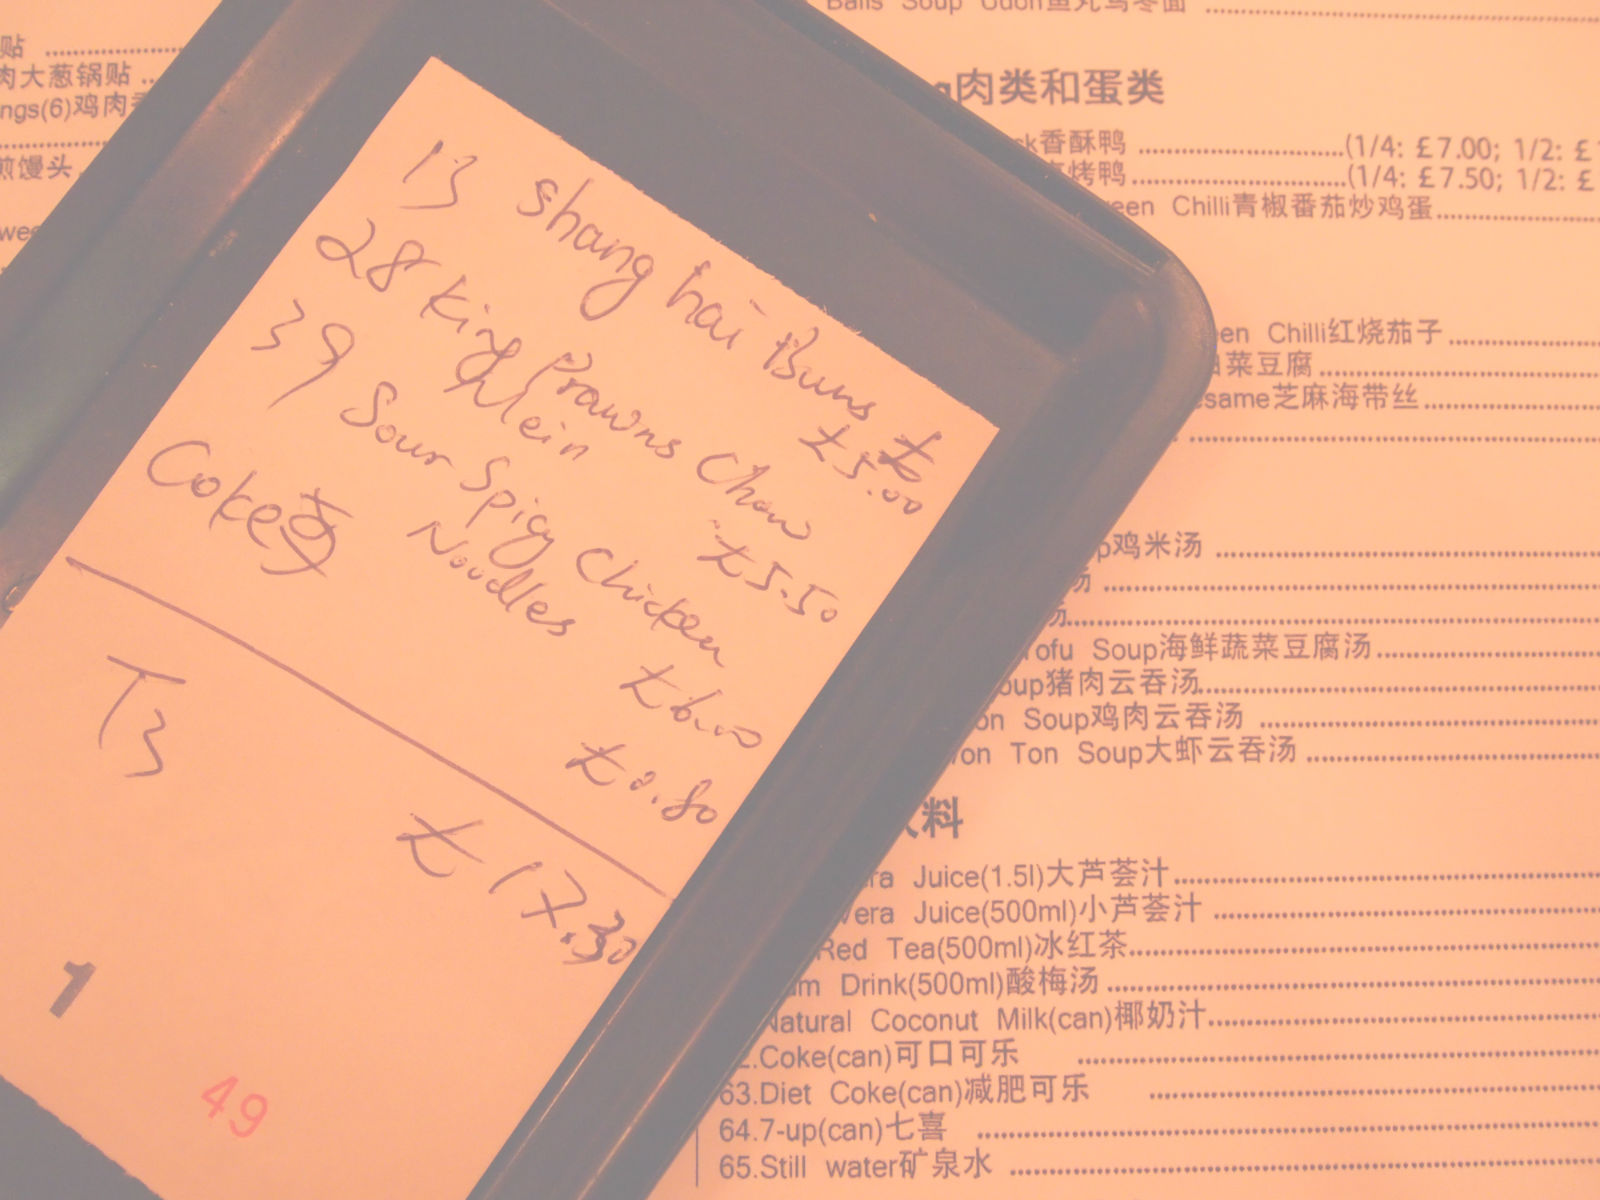 13 Shang hai Buns £
£5.00
28 King Prawns Chow
Mein £5.50
39 Sour Spicy Chicken
Noodles £6.00
Coke
£0.80
T3
£17.30
1
49
贴
肉大葱锅贴
ngs(6)鸡肉
煎馒头
Balls Soup Udon鱼丸乌冬面
肉类和蛋类
ck香酥鸭 (1/4: £7.00; 1/2: £
烤鸭 (1/4: £7.50; 1/2: £
een Chilli青椒番茄炒鸡蛋
en Chilli红烧茄子
菜豆腐
esame芝麻海带丝
p鸡米汤
汤
汤
Tofu Soup海鲜蔬菜豆腐汤
oup猪肉云吞汤
on Soup鸡肉云吞汤
Won Ton Soup大虾云吞汤
料
era Juice(1.5l)大芦荟汁
Vera Juice(500ml)小芦荟汁
Red Tea(500ml)冰红茶
um Drink(500ml)酸梅汤
Natural Coconut Milk(can)椰奶汁
2.Coke(can)可口可乐
63.Diet Coke(can)减肥可乐
64.7-up(can)七喜
65.Still water矿泉水